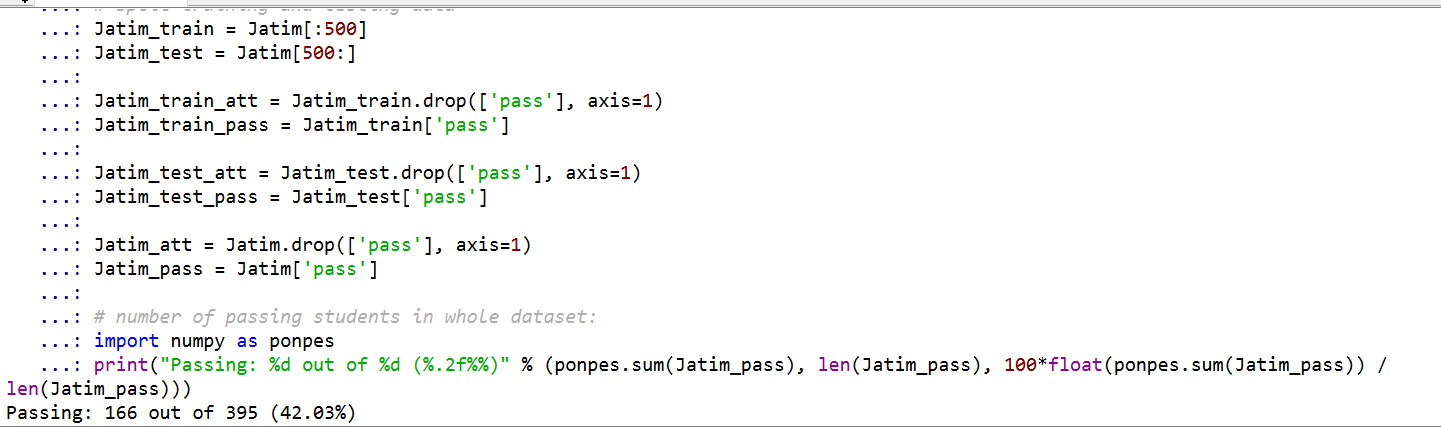 ...: Jatim_train = Jatim[:500]
...: Jatim_test = Jatim[500:]
...:
...: Jatim_train_att = Jatim_train.drop(['pass'], axis=1)
...: Jatim_train_pass = Jatim_train['pass']
...:
...: Jatim_test_att = Jatim_test.drop(['pass'], axis=1)
...: Jatim_test_pass = Jatim_test['pass']
...:
...: Jatim_att = Jatim.drop(['pass'], axis=1)
...: Jatim_pass = Jatim['pass']
...:
...: # number of passing students in whole dataset:
...: import numpy as ponpes
...: print("Passing: %d out of %d (%.2f%%)" % (ponpes.sum(Jatim_pass), len(Jatim_pass), 100*float(ponpes.sum(Jatim_pass)) /
len(Jatim_pass)))
Passing: 166 out of 395 (42.03%)